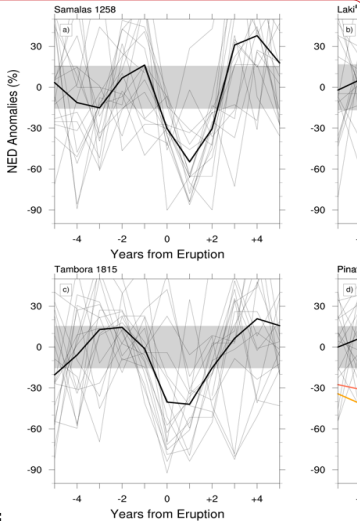 Samalas 1258
Laki
a)
b)
30
0
-30
-60
-90
NED Anomalies (%)
-4 -2 0 +2 +4
Years from Eruption
30
0
-30
-60
-90
Tambora 1815
Pina
c)
d)
30
0
-30
-60
-90
-4 -2 0 +2 +4
Years from Eruption
30
0
-30
-60
-90